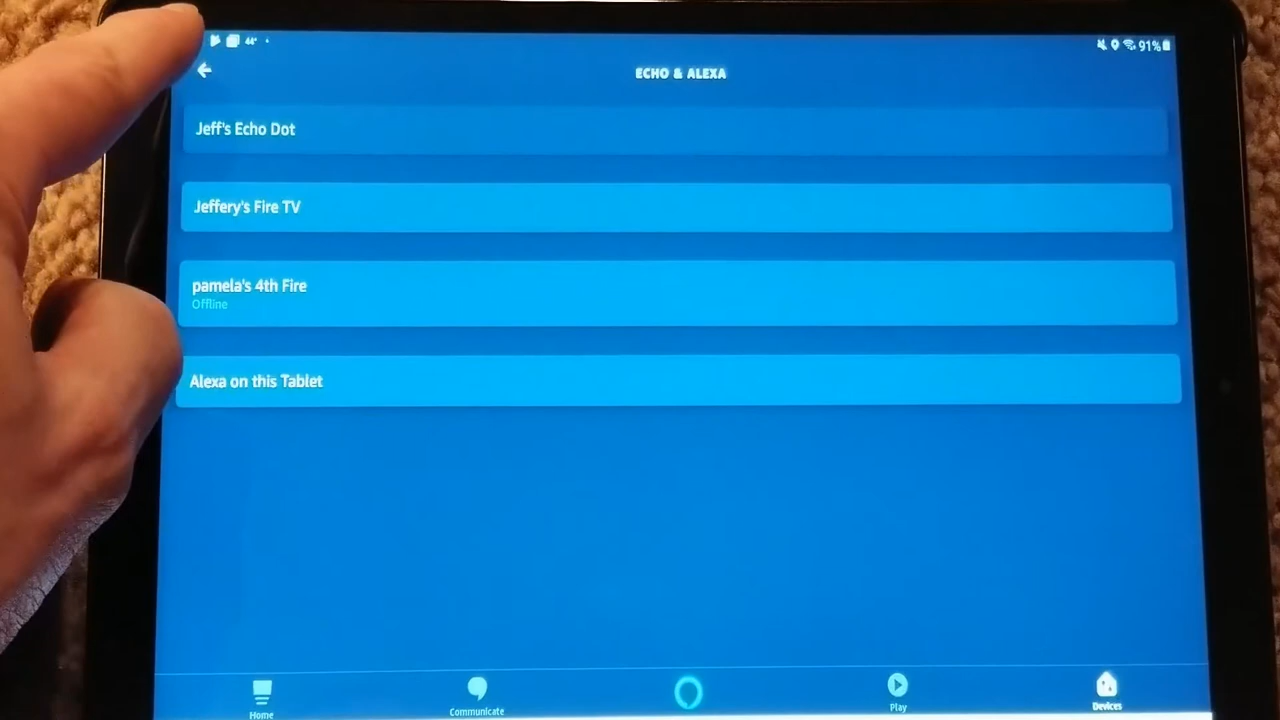 44°
91%
ECHO & ALEXA
Jeff's Echo Dot
Jeffery's Fire TV
pamela's 4th Fire
Offline
Alexa on this Tablet
Home
Communicate
Play
Devices